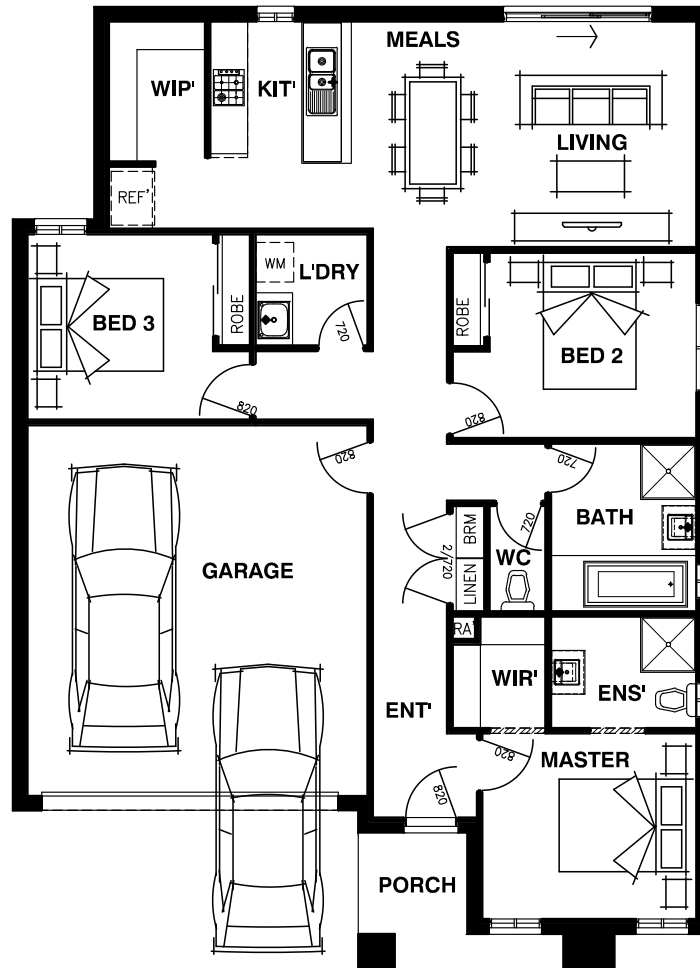 MEALS
WIP'
KIT'
LIVING
REF'
WM
L'DRY
ROBE
720
BED 3
ROBE
BED 2
820
820
820
720
BATH
BRM
2/720
720
WC
LINEN
GARAGE
RA'
WIR'
ENS'
ENT'
820
MASTER
820
PORCH